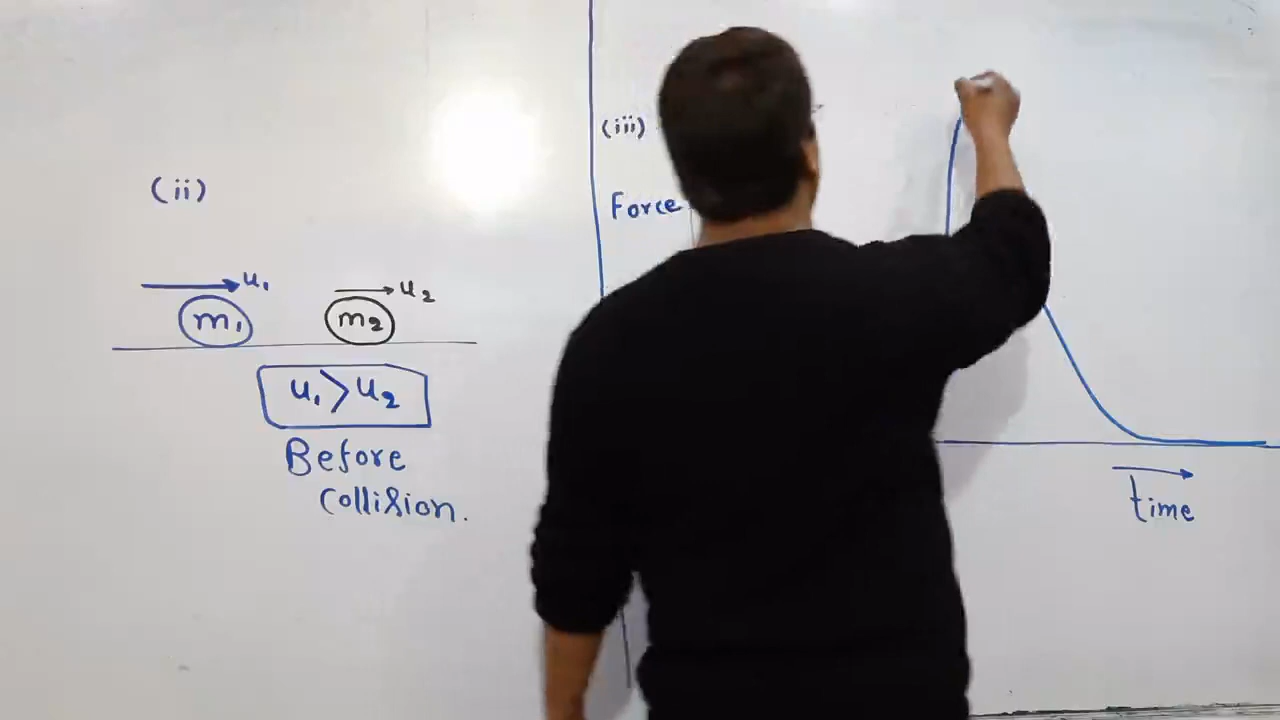 (ii)
u₁
u₂
m₁
m₂
u₁ > u₂
Before
Collision.
(iii)
Force
time